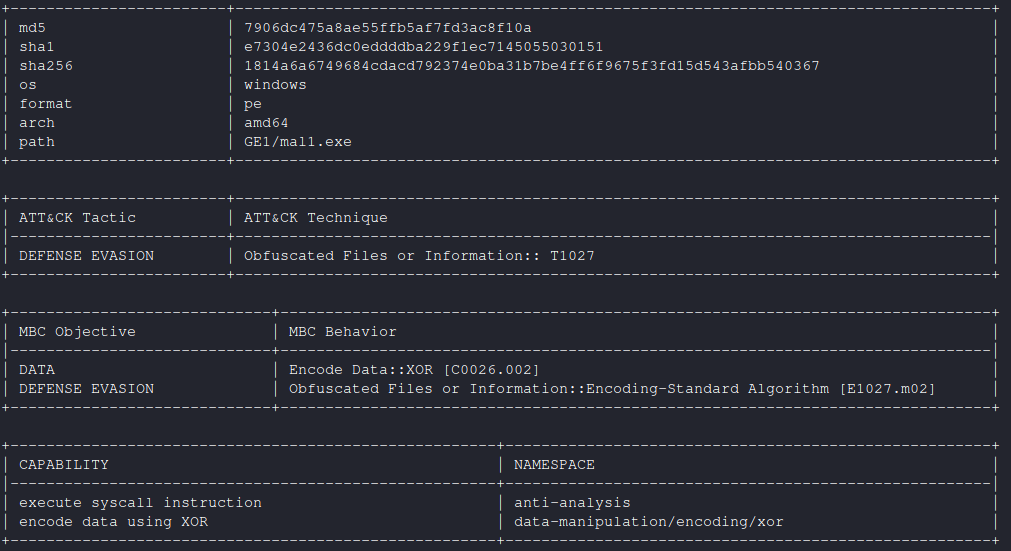 md5 7906dc475a8ae55ffb5af7fd3ac8f10a
sha1 e7304e2436dc0eddddba229f1ec7145055030151
sha256 1814a6a6749684cdacd792374e0ba31b7be4ff6f9675f3fd15d543afbb540367
os windows
format pe
arch amd64
path GE1/mal1.exe
ATT&CK Tactic ATT&CK Technique
DEFENSE EVASION Obfuscated Files or Information:: T1027
MBC Objective MBC Behavior
DATA Encode Data::XOR [C0026.002]
DEFENSE EVASION Obfuscated Files or Information::Encoding-Standard Algorithm [E1027.m02]
CAPABILITY NAMESPACE
execute syscall instruction anti-analysis
encode data using XOR data-manipulation/encoding/xor